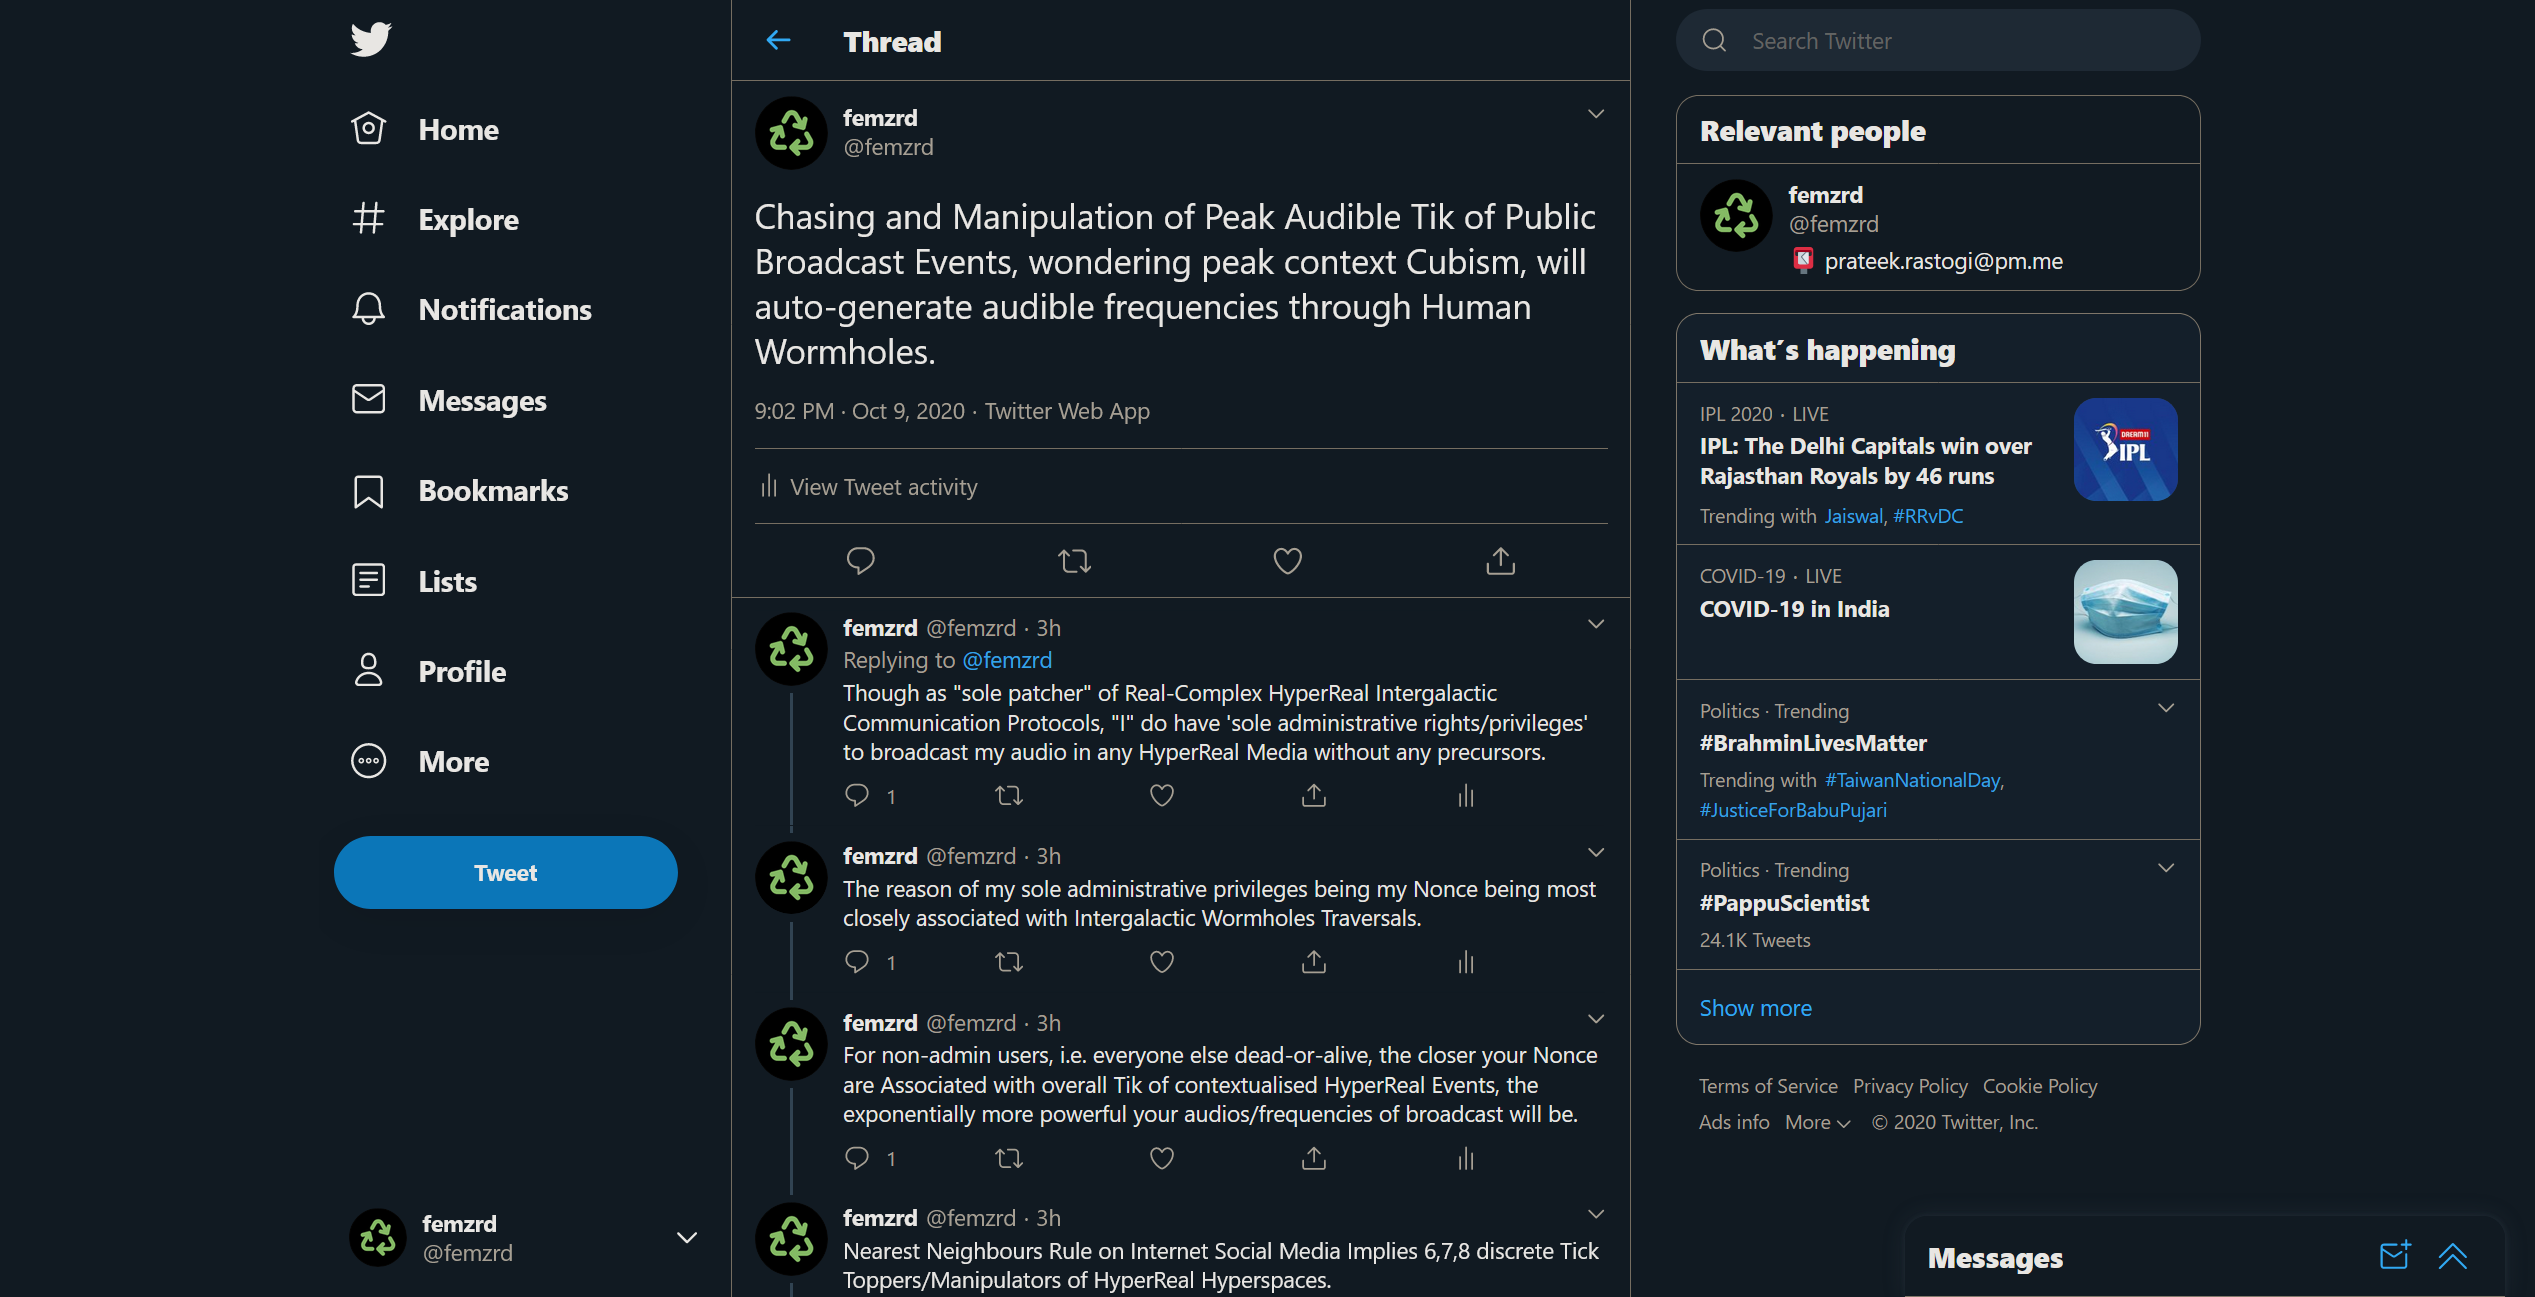 Home
Explore
Notifications
Messages
Bookmarks
Lists
Profile
More
Tweet
femzrd
@femzrd
Thread
femzrd
@femzrd
Chasing and Manipulation of Peak Audible Tik of Public
Broadcast Events, wondering peak context Cubism, will
auto-generate audible frequencies through Human
Wormholes.
9:02 PM · Oct 9, 2020 · Twitter Web App
View Tweet activity
femzrd @femzrd · 3h
Replying to @femzrd
Though as "sole patcher" of Real-Complex HyperReal Intergalactic
Communication Protocols, "I" do have 'sole administrative rights/privileges'
to broadcast my audio in any HyperReal Media without any precursors.
1
femzrd @femzrd · 3h
The reason of my sole administrative privileges being my Nonce being most
closely associated with Intergalactic Wormholes Traversals.
1
femzrd @femzrd · 3h
For non-admin users, i.e. everyone else dead-or-alive, the closer your Nonce
are Associated with overall Tik of contextualised HyperReal Events, the
exponentially more powerful your audios/frequencies of broadcast will be.
1
femzrd @femzrd · 3h
Nearest Neighbours Rule on Internet Social Media Implies 6,7,8 discrete Tick
Toppers/Manipulators of HyperReal Hyperspaces.
Search Twitter
Relevant people
femzrd
@femzrd
prateek.rastogi@pm.me
What´s happening
IPL 2020 · LIVE
IPL: The Delhi Capitals win over
Rajasthan Royals by 46 runs
Trending with Jaiswal, #RRvDC
DREAM11
IPL
COVID-19 · LIVE
COVID-19 in India
Politics · Trending
#BrahminLivesMatter
Trending with #TaiwanNationalDay,
#JusticeForBabuPujari
Politics · Trending
#PappuScientist
24.1K Tweets
Show more
Terms of Service Privacy Policy Cookie Policy
Ads info More © 2020 Twitter, Inc.
Messages